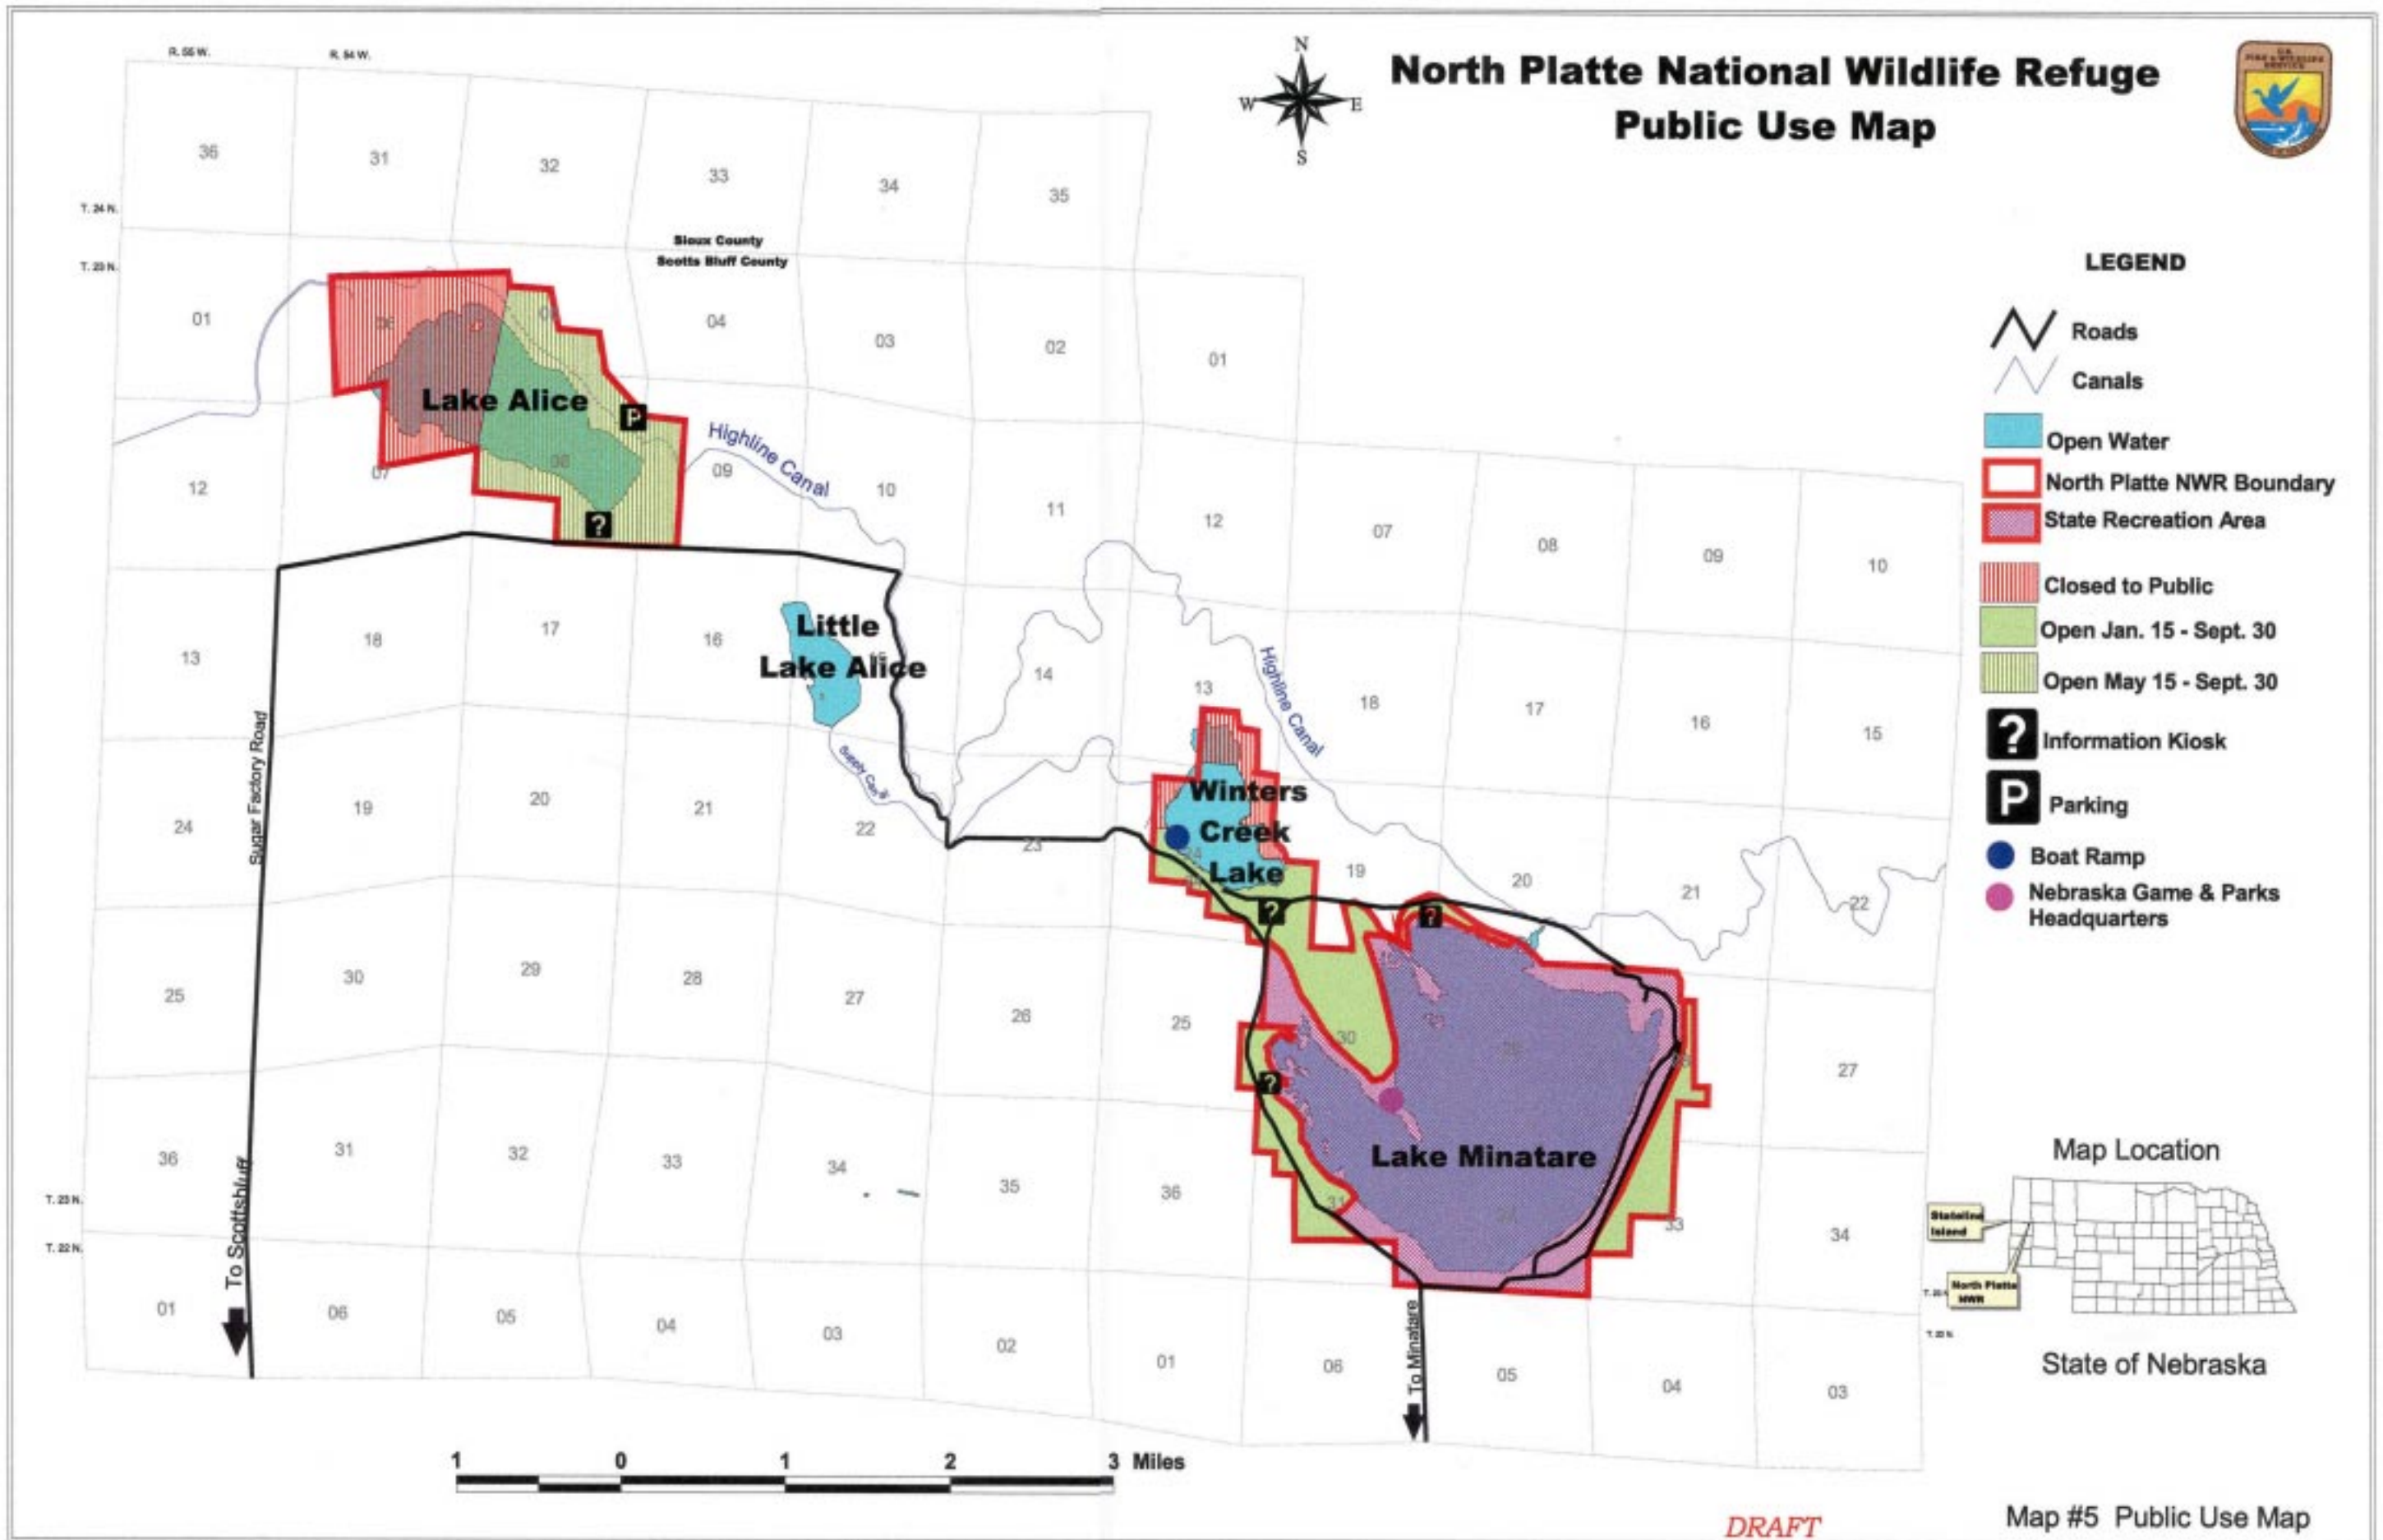 North Platte National Wildlife Refuge
Public Use Map
N
W E
S
R. 55 W.
R. 54 W.
36 31 32 33 34 35
T. 24 N.
T. 23 N.
Sioux County
Scotts Bluff County
01 06 04 03 02 01
Lake Alice
P
Highline Canal
12 07 08 09 10 11 12 07 08 09 10
?
13 18 17 16 14 13 18 17 16 15
Little
Lake Alice
Highline Canal
Sugar Factory Road
24 19 20 21 22 23 24 19 20 21 22
Winters
Creek
Lake
?
?
25 30 29 28 27 26 25 30 27
?
36 31 32 33 34 35 36 31 33 34
Lake Minatare
T. 23 N.
T. 22 N.
To Scottsbluff
01 06 05 04 03 02 01 06 05 04 03
To Minatare
1 0 1 2 3 Miles
LEGEND
Roads
Canals
Open Water
North Platte NWR Boundary
State Recreation Area
Closed to Public
Open Jan. 15 - Sept. 30
Open May 15 - Sept. 30
? Information Kiosk
P Parking
Boat Ramp
Nebraska Game & Parks
Headquarters
Map Location
Stateline
Island
North Platte
NWR
State of Nebraska
DRAFT
Map #5 Public Use Map